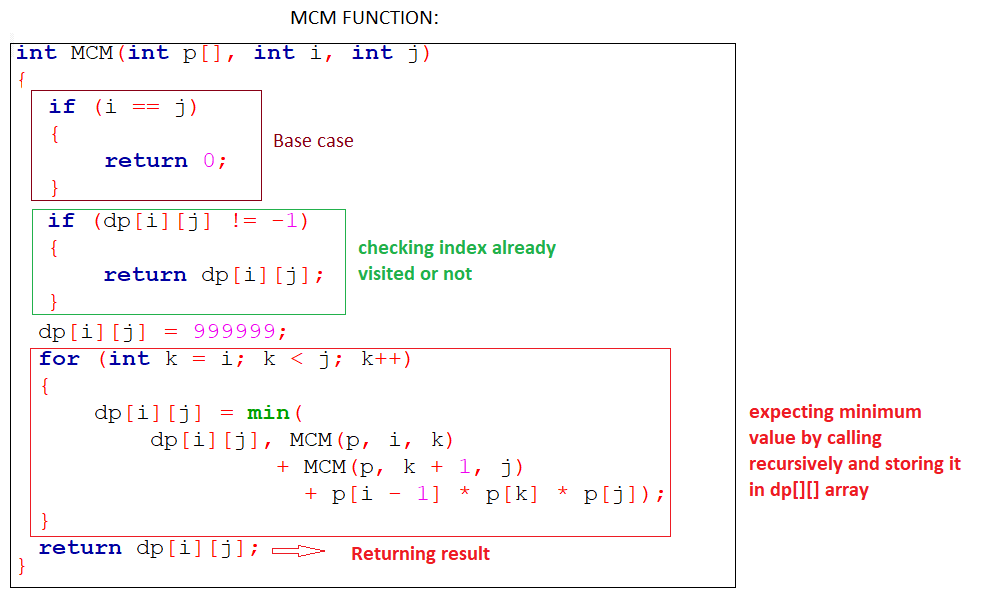 MCM FUNCTION:
int MCM(int p[], int i, int j)
{
if (i == j)
{
Base case
return 0;
}
if (dp[i][j] != -1)
{
checking index already
visited or not
return dp[i][j];
}
dp[i][j] = 999999;
for (int k = i; k < j; k++)
{
dp[i][j] = min(
dp[i][j], MCM(p, i, k)
+ MCM(p, k + 1, j)
+ p[i - 1] * p[k] * p[j]);
}
expecting minimum
value by calling
recursively and storing it
in dp[][] array
return dp[i][j];
Returning result
}